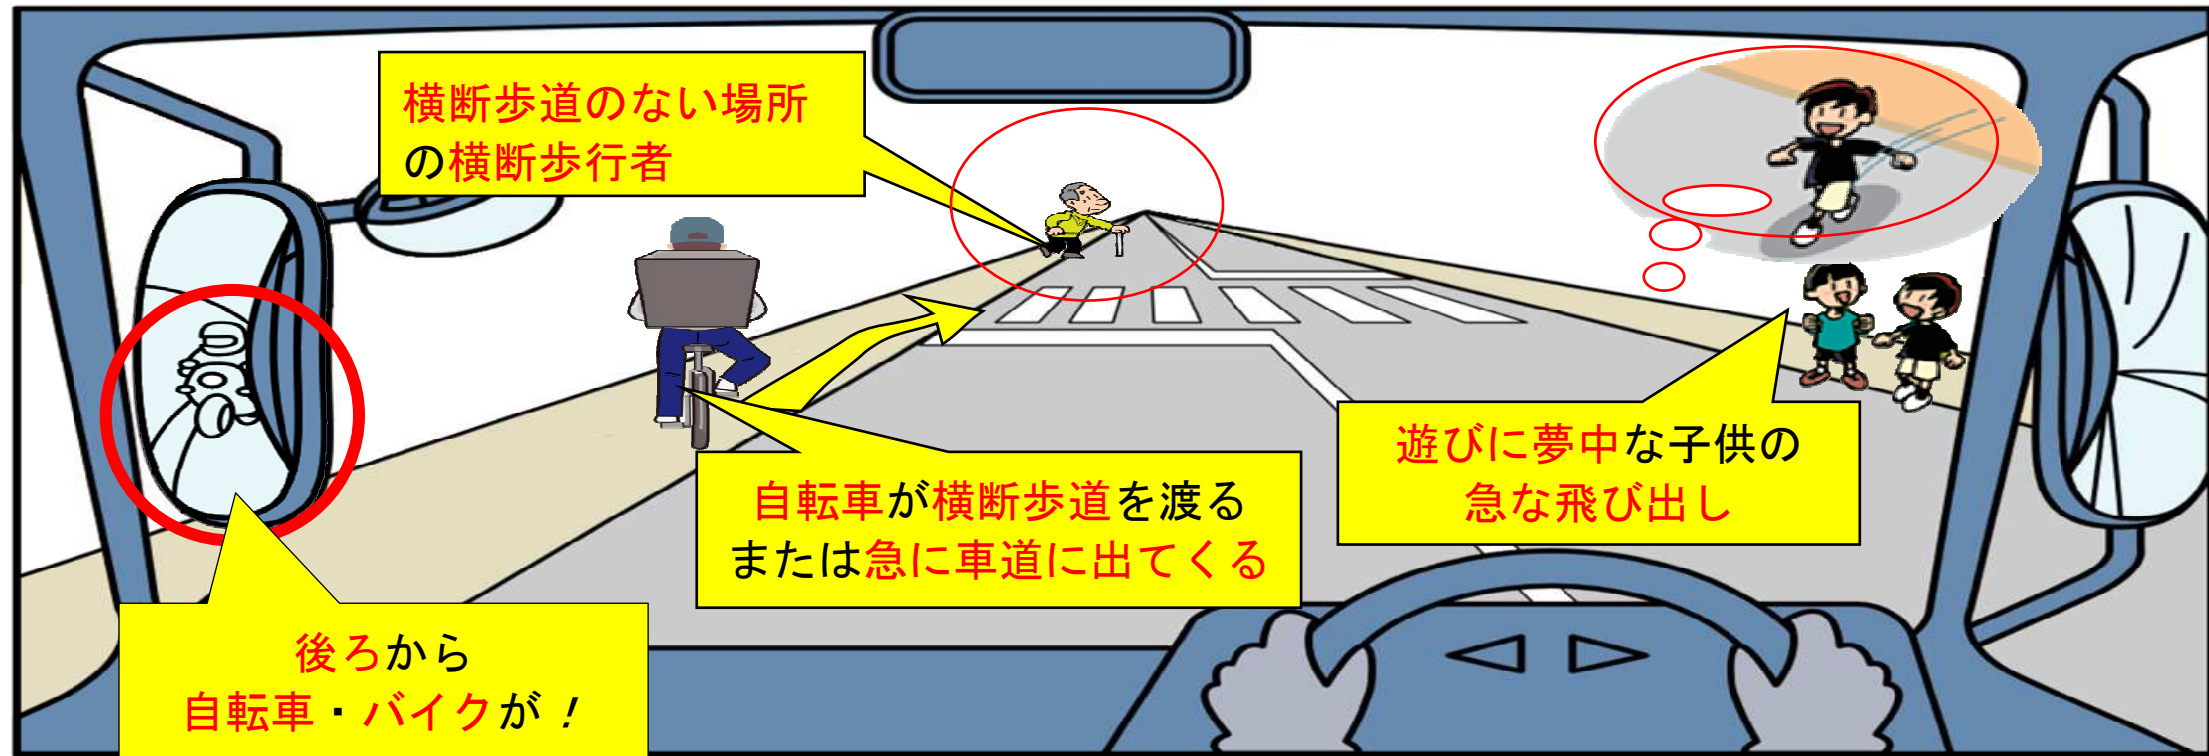 横断歩道のない場所
の横断歩行者
自転車が横断歩道を渡る
または急に車道に出てくる
遊びに夢中な子供の
急な飛び出し
後ろから
自転車・バイクが！